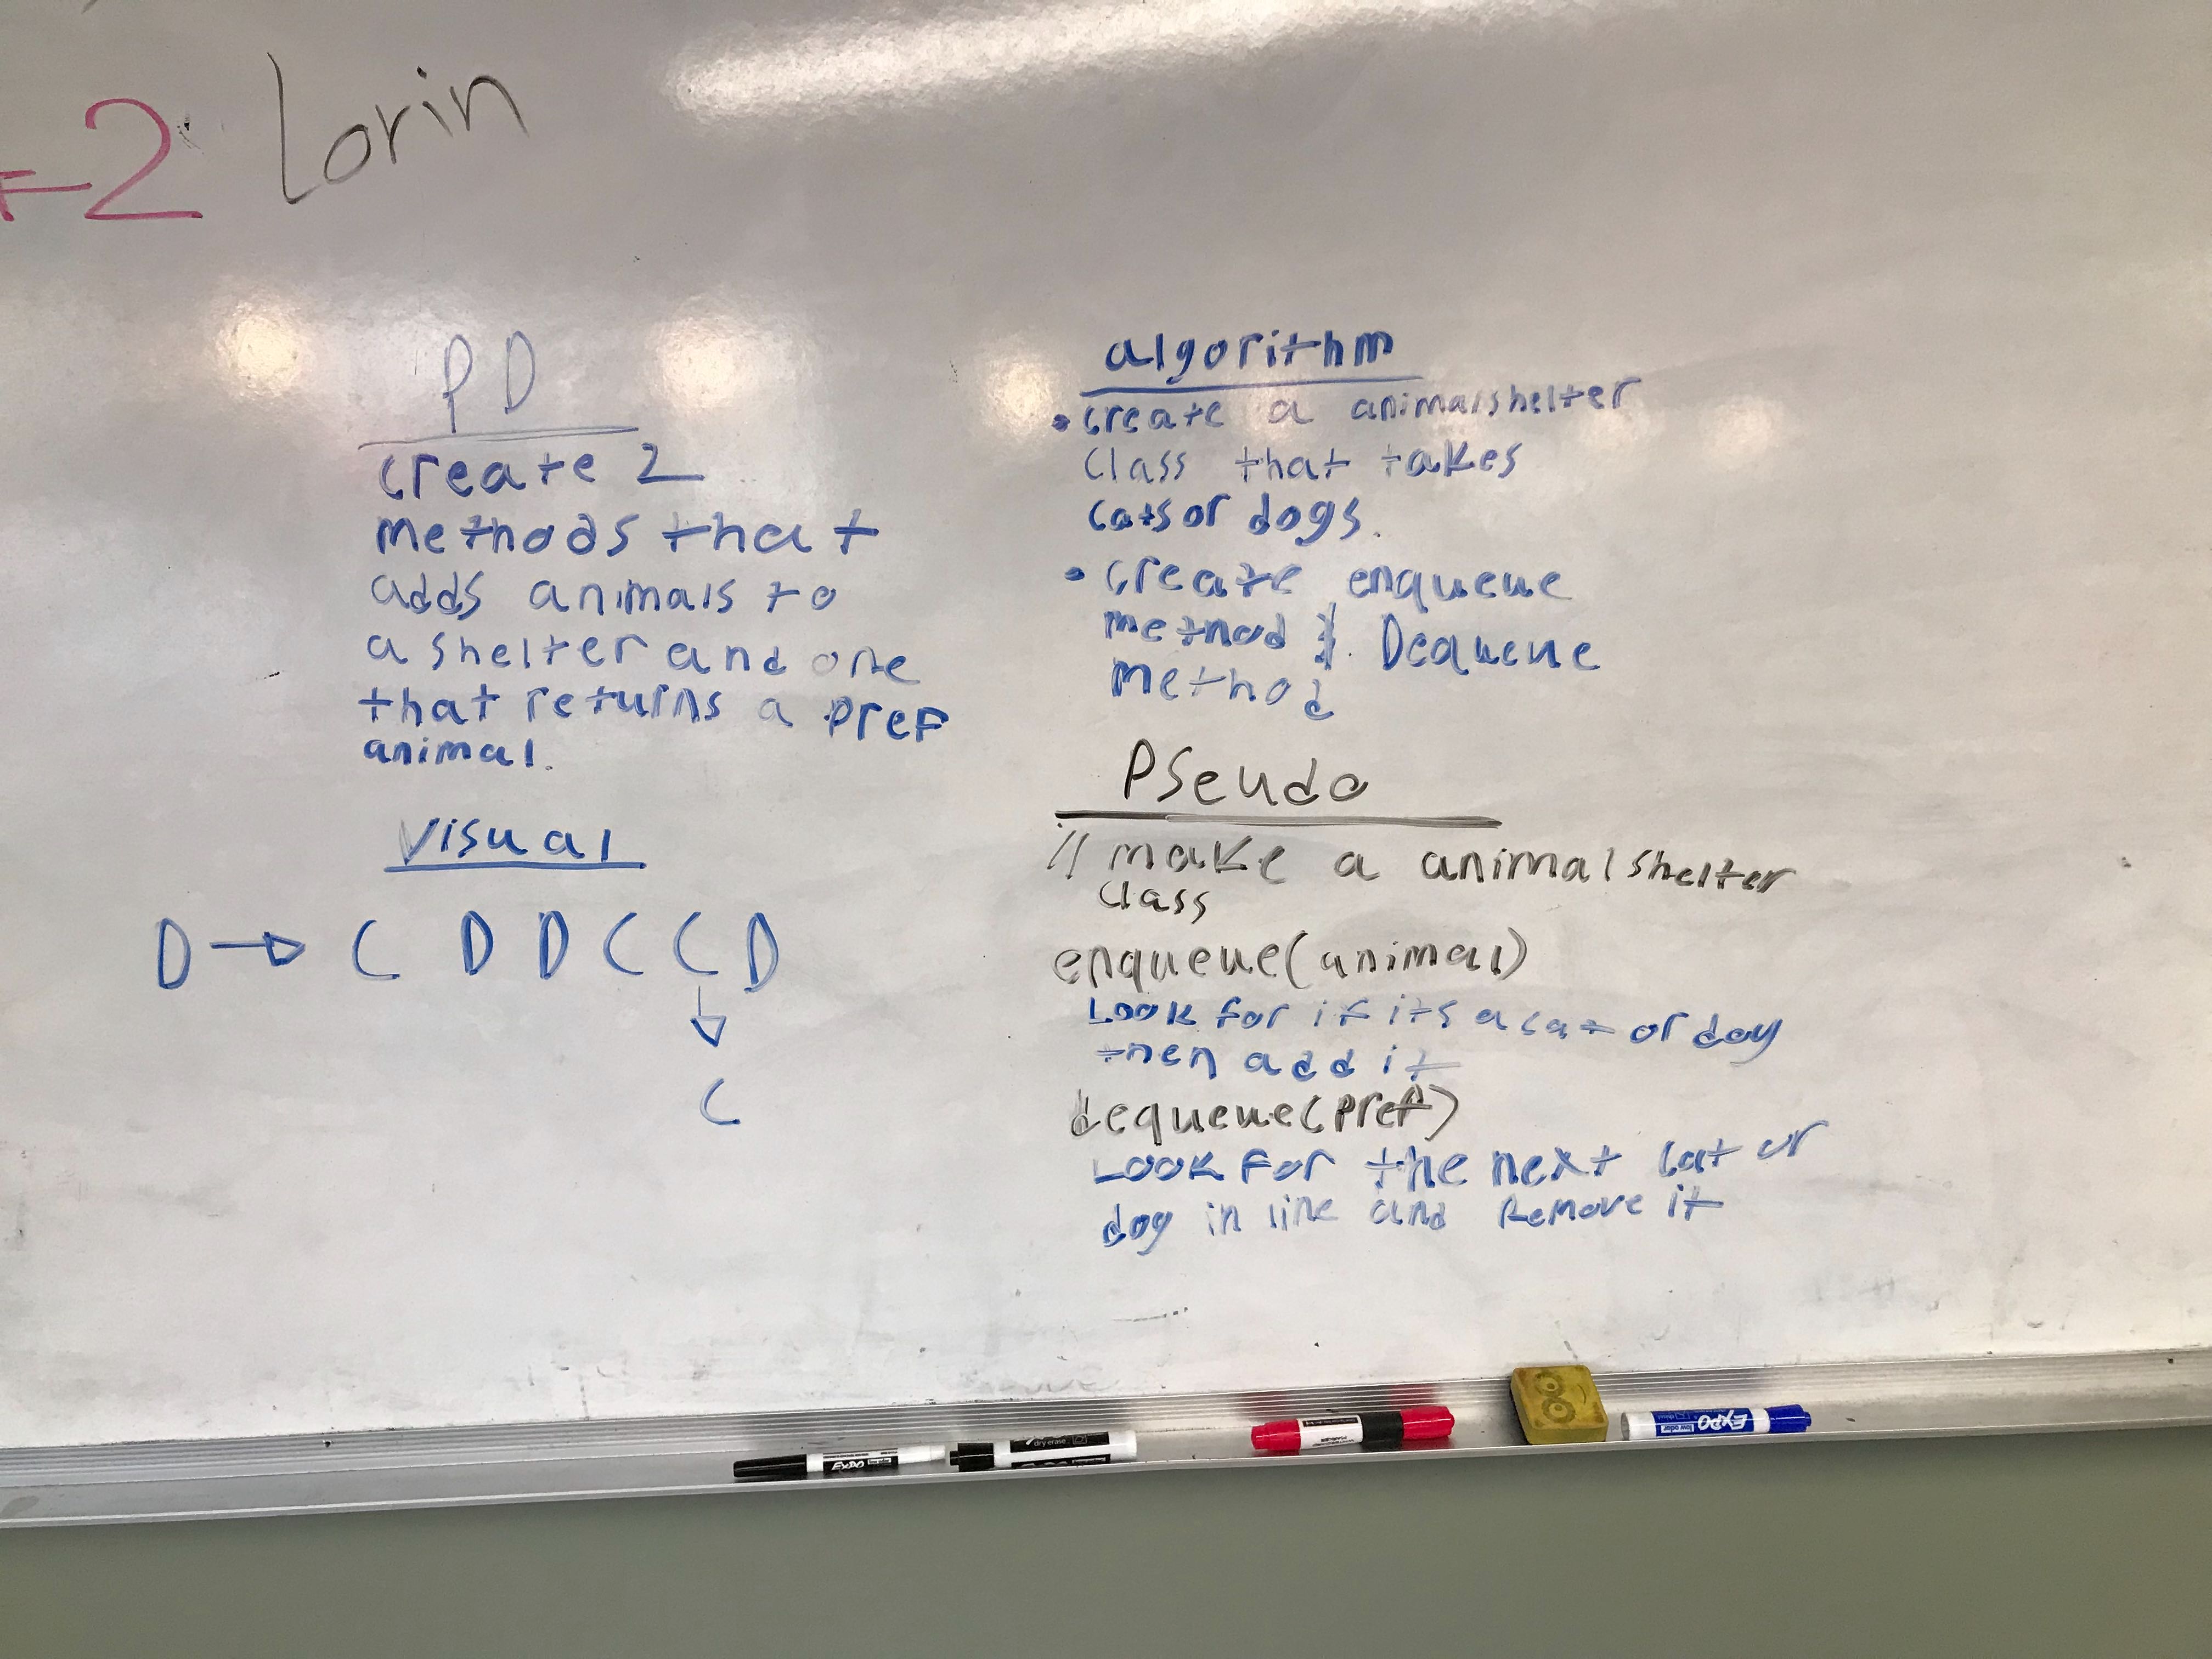 2 Lorin
PD
create 2
methods that
adds animals to
a shelter and one
that returns a pref
animal.
Visual
D → C D D C C D
C
algorithm
• create a animalshelter
class that takes
cats or dogs.
• create enqueue
method & Dequeue
method
Pseudo
// make a animalshelter
class
enqueue(animal)
Look for if its a cat or dog
then add it
dequeue(pref)
Look For the next cat or
dog in line and Remove it
EXPO
dry erase
EXPO
low odor